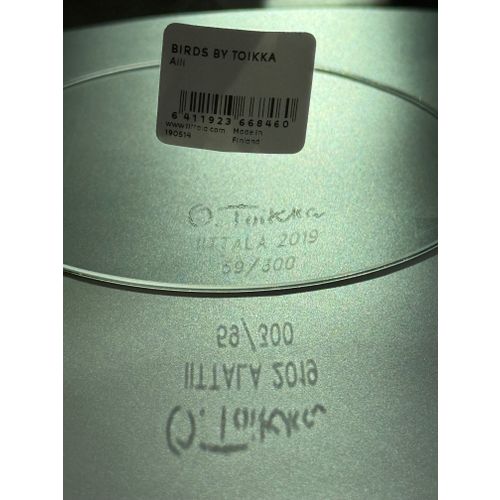 BIRDS BY TOIKKA
Alli
6 411923 668460
www.iittala.com Made in
190514 Finland
O. Toikka
IITTALA 2019
59/300
59/300
IITTALA 2019
O. Toikka